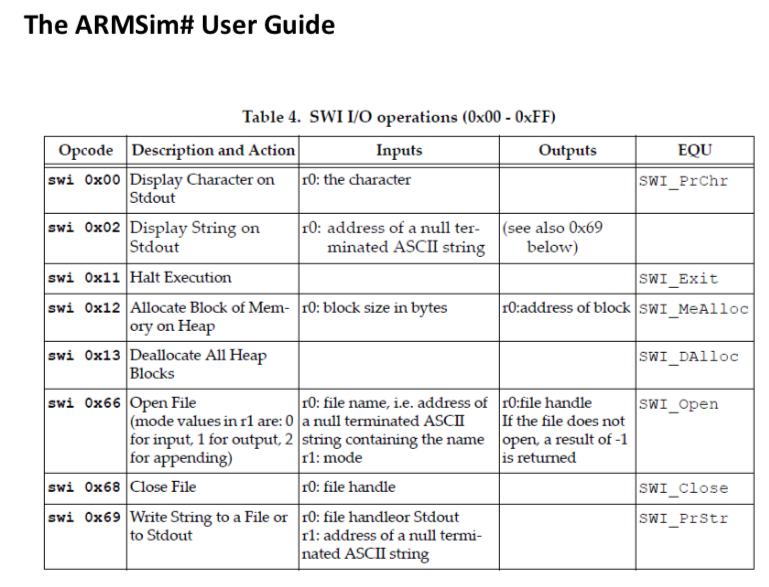 The ARMSim# User Guide
Table 4. SWI I/O operations (0x00 - 0xFF)
Opcode Description and Action Inputs Outputs EQU
swi 0x00 Display Character on r0: the character SWI_PrChr
Stdout
swi 0x02 Display String on r0: address of a null ter- (see also 0x69
Stdout minated ASCII string below)
swi 0x11 Halt Execution SWI_Exit
swi 0x12 Allocate Block of Mem- r0: block size in bytes r0:address of block SWI_MeAlloc
ory on Heap
swi 0x13 Deallocate All Heap SWI_DAlloc
Blocks
swi 0x66 Open File r0: file name, i.e. address of r0:file handle SWI_Open
(mode values in r1 are: 0 a null terminated ASCII If the file does not
for input, 1 for output, 2 string containing the name open, a result of -1
for appending) r1: mode is returned
swi 0x68 Close File r0: file handle SWI_Close
swi 0x69 Write String to a File or r0: file handleor Stdout SWI_PrStr
to Stdout r1: address of a null termi-
nated ASCII string